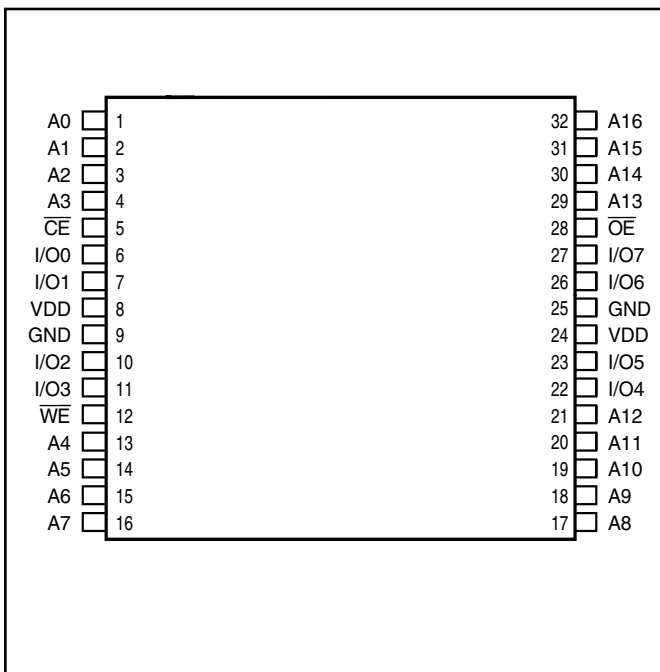 A0 1 32 A16
A1 2 31 A15
A2 3 30 A14
A3 4 29 A13
C̅E̅ 5 28 O̅E̅
I/O0 6 27 I/O7
I/O1 7 26 I/O6
VDD 8 25 GND
GND 9 24 VDD
I/O2 10 23 I/O5
I/O3 11 22 I/O4
W̅E̅ 12 21 A12
A4 13 20 A11
A5 14 19 A10
A6 15 18 A9
A7 16 17 A8